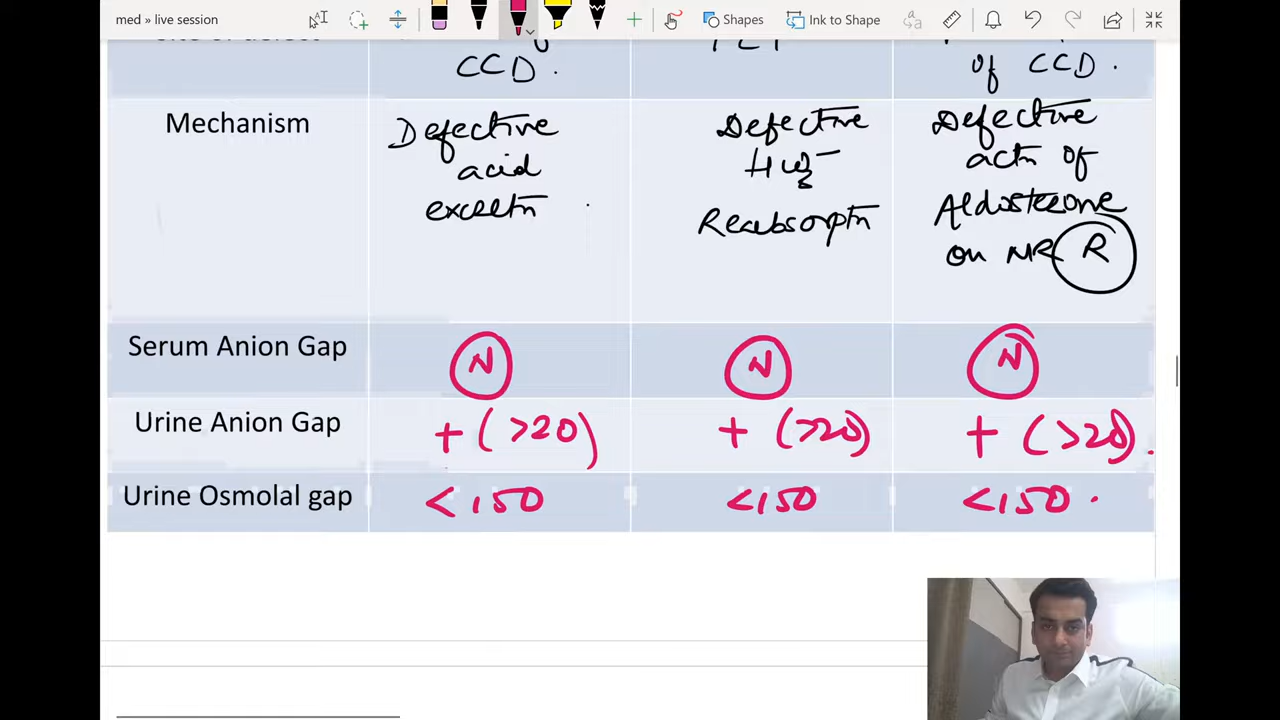 med » live session
Shapes
Ink to Shape
CCD.
PCT
of CCD.
Mechanism
Defective
acid
excretn
Defective
HCO3-
Reabsorptn
Defective
actn of
Aldosterone
on MR R
Serum Anion Gap
N
N
N
Urine Anion Gap
+ (>20)
+ (>20)
+ (>20).
Urine Osmolal gap
<150
<150
<150.